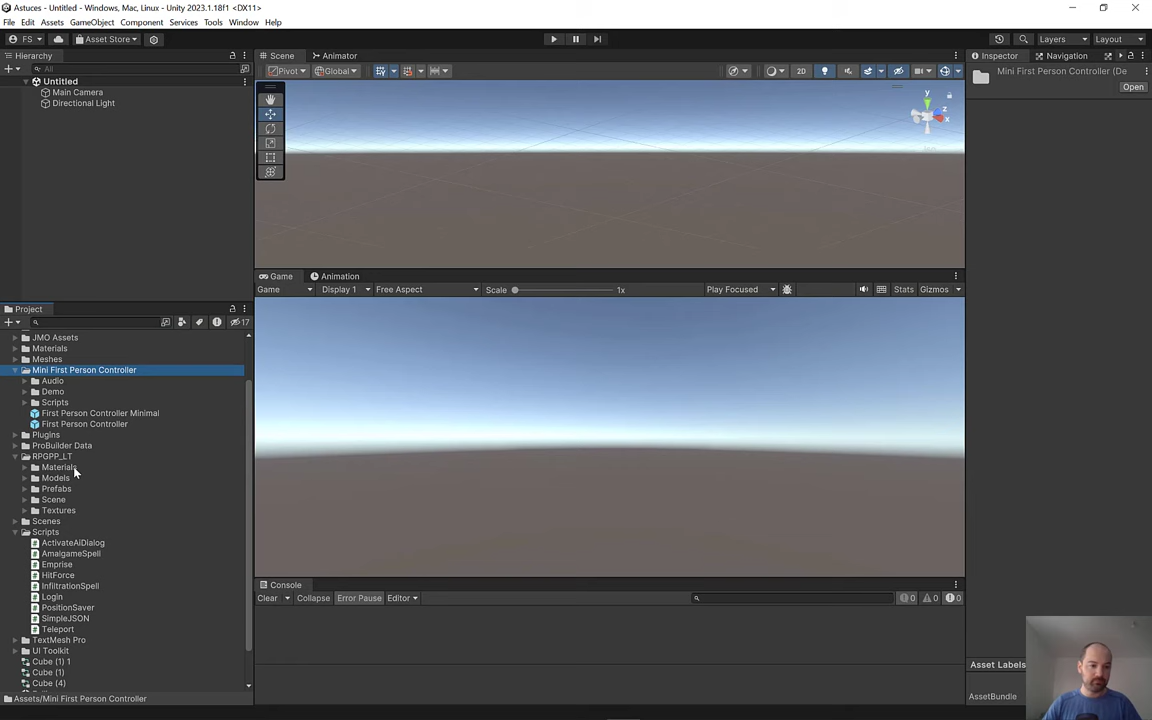 Astuces - Untitled - Windows, Mac, Linux - Unity 2023.1.18f1 <DX11>
File Edit Assets GameObject Component Services Tools Window Help
FS Asset Store Layers Layout
Hierarchy
All
Untitled
Main Camera
Directional Light
Scene Animator
Pivot Global 2D
y
z
x
Game Animation
Game Display 1 Free Aspect Scale 1x Play Focused Stats Gizmos
Inspector Navigation
Mini First Person Controller (De
Open
Project
17
JMO Assets
Materials
Meshes
Mini First Person Controller
Audio
Demo
Scripts
First Person Controller Minimal
First Person Controller
Plugins
ProBuilder Data
RPGPP_LT
Materials
Models
Prefabs
Scene
Textures
Scenes
Scripts
ActivateAiDialog
AmalgameSpell
Emprise
HitForce
InfiltrationSpell
Login
PositionSaver
SimpleJSON
Teleport
TextMesh Pro
UI Toolkit
Cube (1) 1
Cube (1)
Cube (4)
Assets/Mini First Person Controller
Console
Clear Collapse Error Pause Editor 0 0 0
Asset Labels
AssetBundle